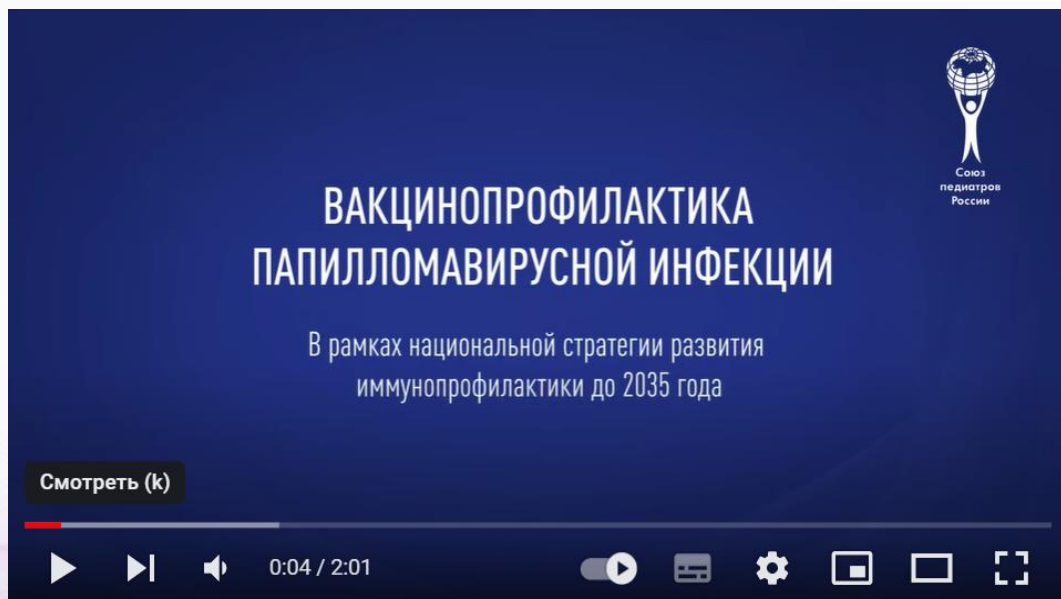 Союз
педиатров
России
ВАКЦИНОПРОФИЛАКТИКА
ПАПИЛЛОМАВИРУСНОЙ ИНФЕКЦИИ
В рамках национальной стратегии развития
иммунопрофилактики до 2035 года
Смотреть (k)
0:04 / 2:01